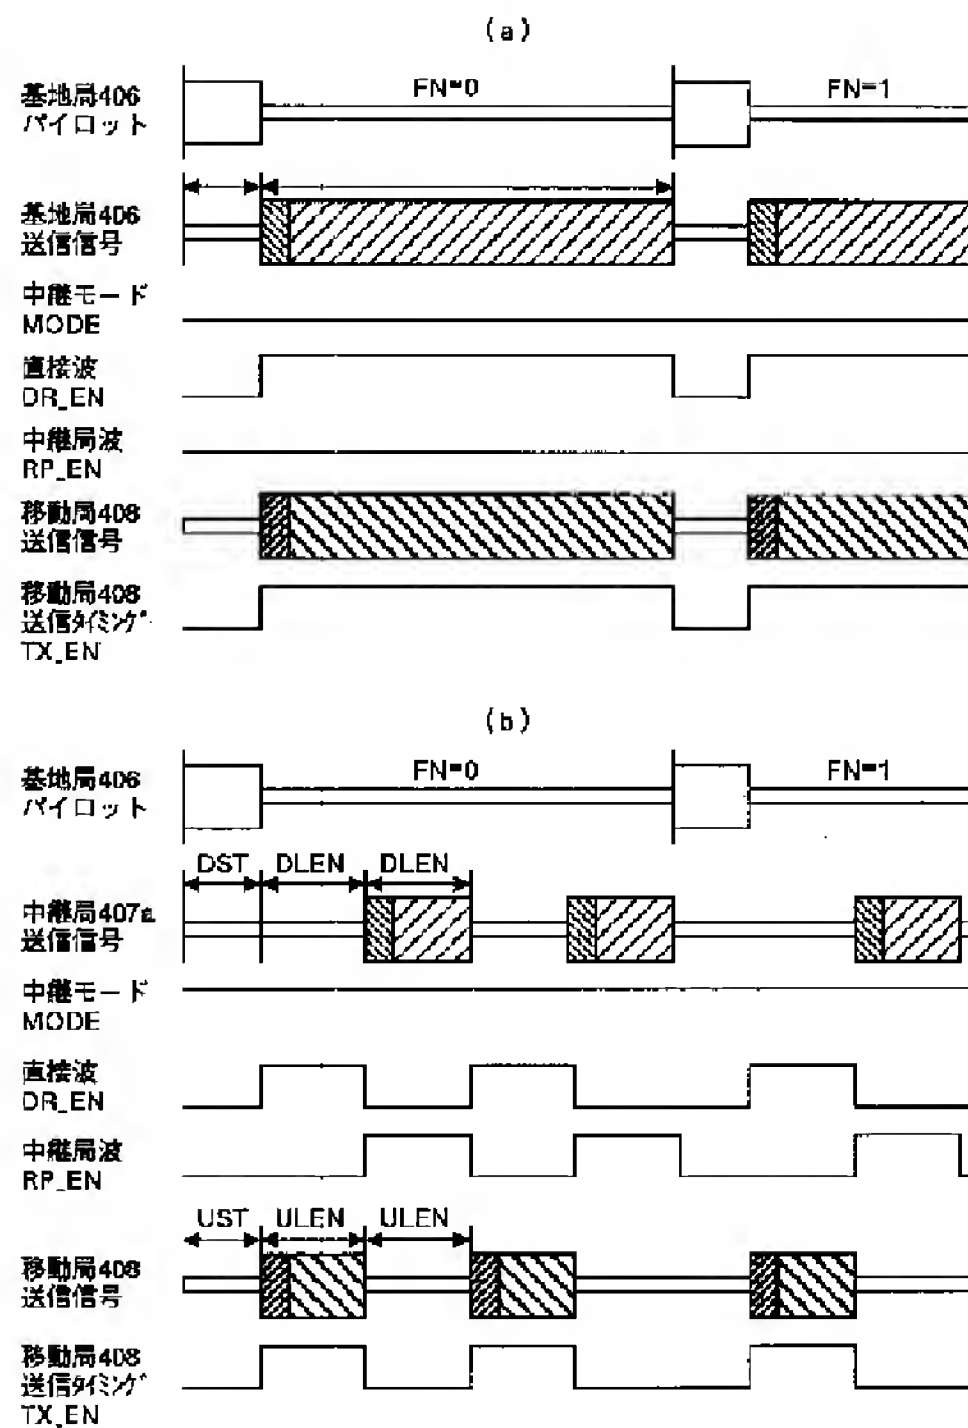 (a)
基地局406
パイロット
FN=0
FN=1
基地局406
送信信号
中継モード
MODE
直接波
DR_EN
中継局波
RP_EN
移動局408
送信信号
移動局408
送信タイミング
TX_EN
(b)
基地局406
パイロット
FN=0
FN=1
DST
DLEN
DLEN
中継局407a
送信信号
中継モード
MODE
直接波
DR_EN
中継局波
RP_EN
UST
ULEN
ULEN
移動局408
送信信号
移動局408
送信タイミング
TX_EN